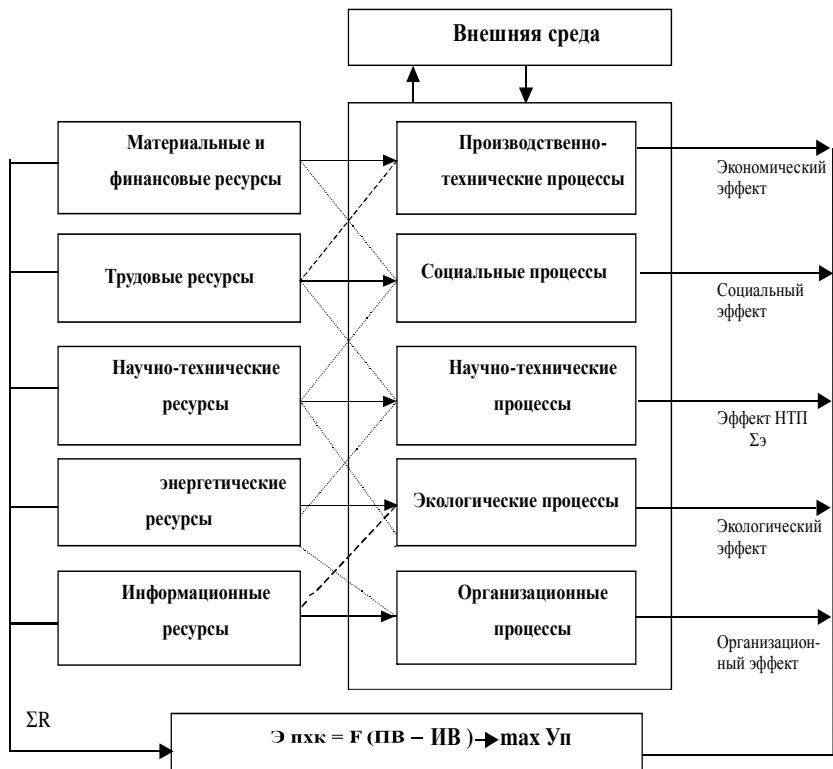 Внешняя среда
Материальные и
финансовые ресурсы
Производственно-
технические процессы
Экономический
эффект
Трудовые ресурсы
Социальные процессы
Социальный
эффект
Научно-технические
ресурсы
Научно-технические
процессы
Эффект НТП
Σэ
энергетические
ресурсы
Экологические процессы
Экологический
эффект
Информационные
ресурсы
Организационные
процессы
Организацион-
ный эффект
ΣR
Э пхк = F (ПВ – ИВ ) → max Уп